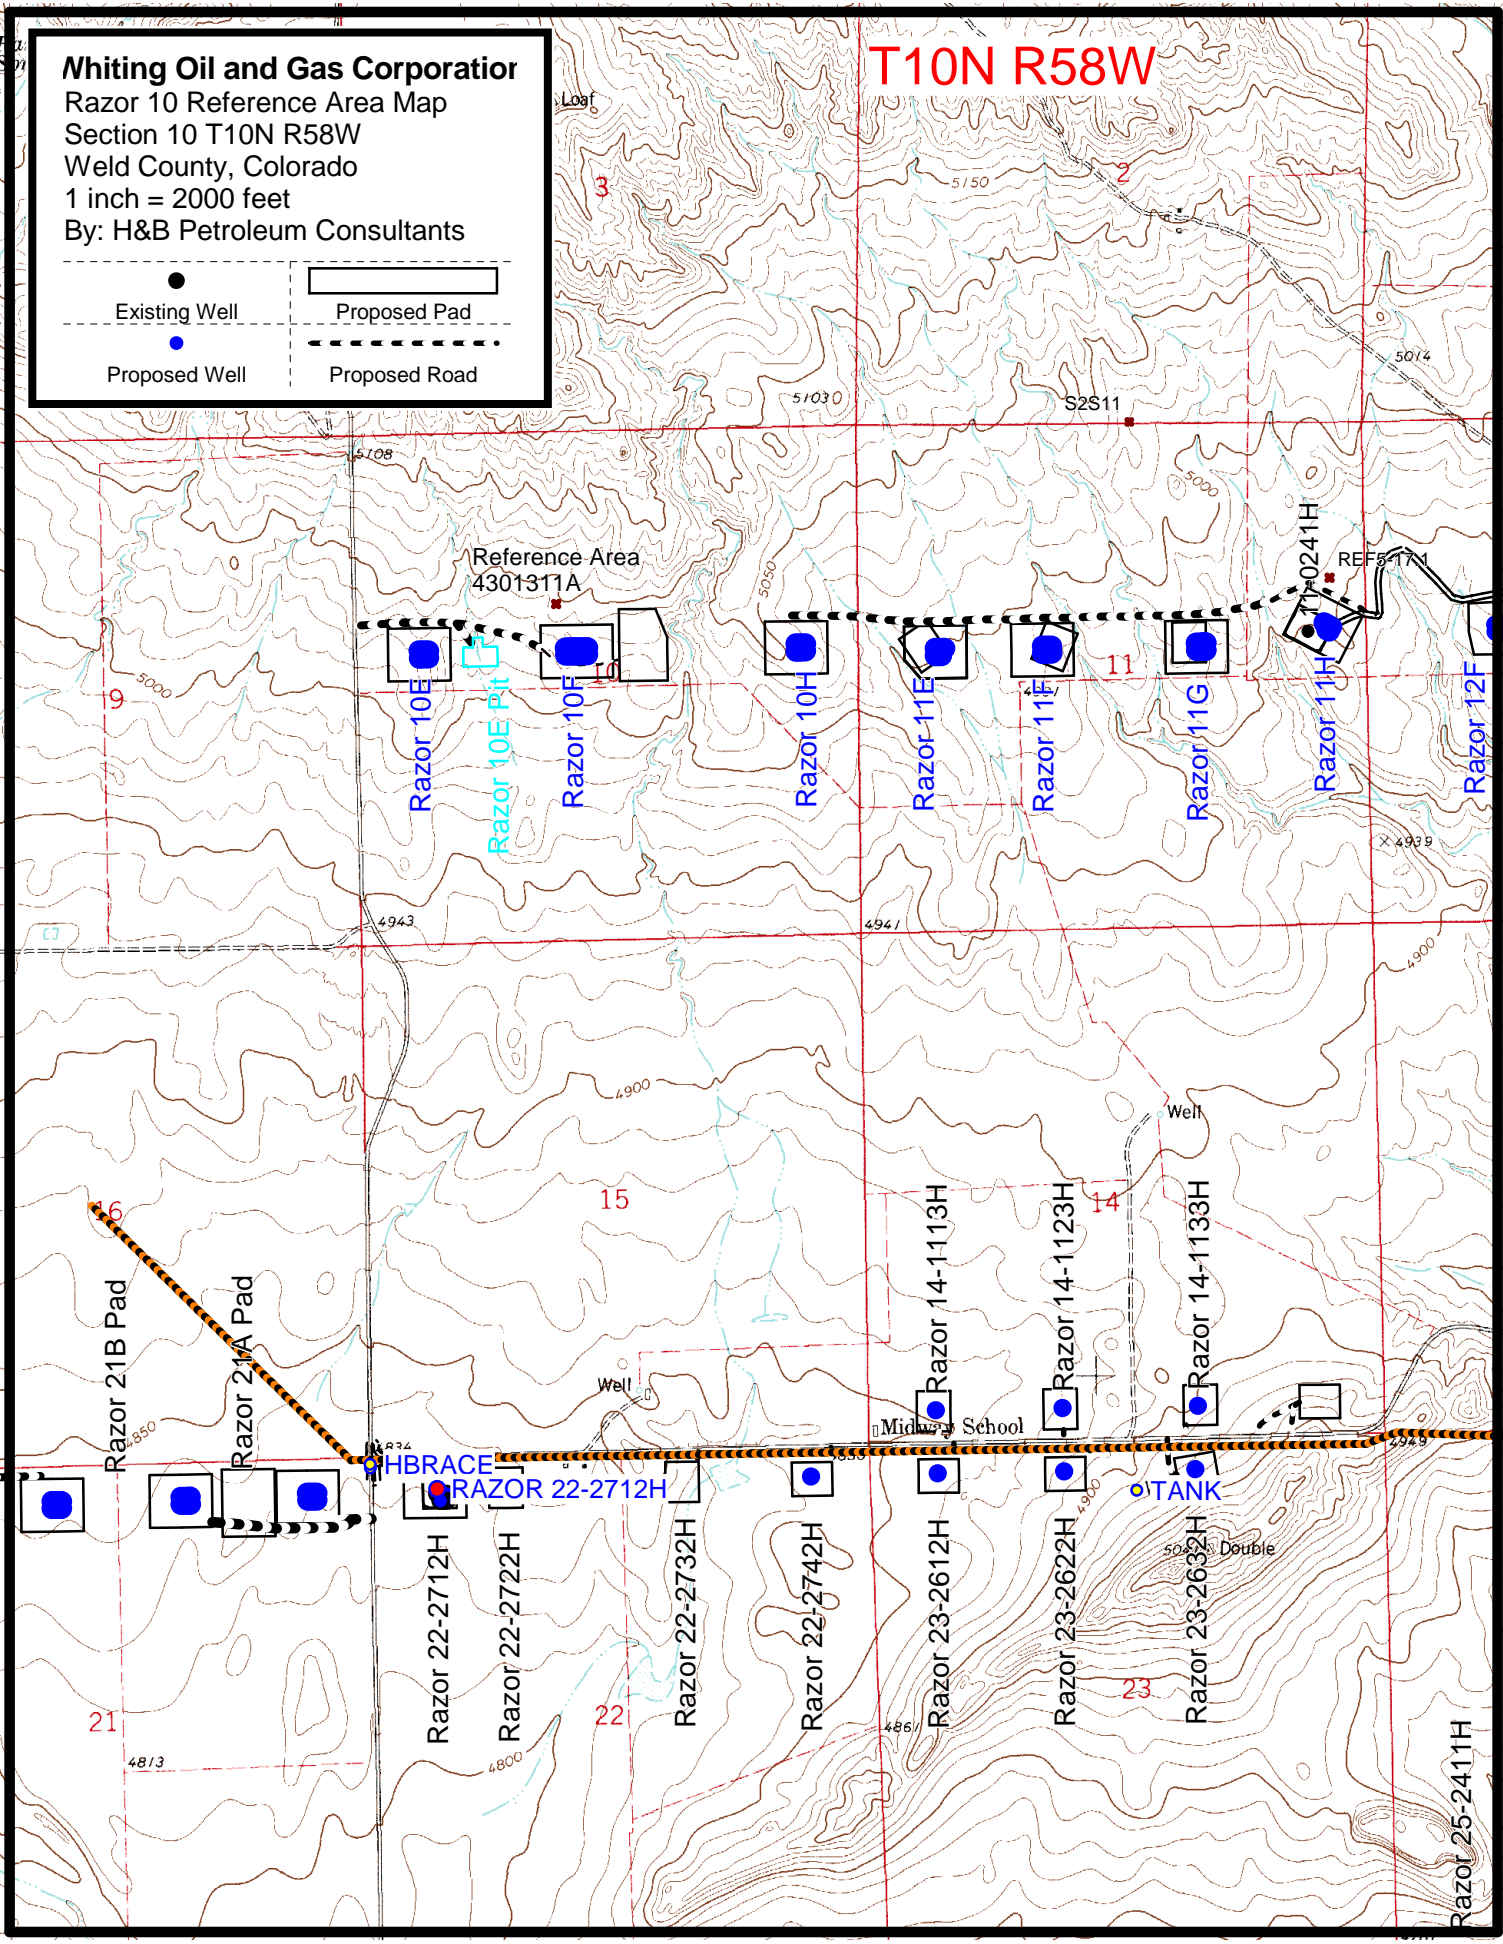 Whiting Oil and Gas Corporation
Razor 10 Reference Area Map
Section 10 T10N R58W
Weld County, Colorado
1 inch = 2000 feet
By: H&B Petroleum Consultants
Existing Well
Proposed Pad
Proposed Well
Proposed Road
T10N R58W
Loaf
3
2
5150
5014
5103
S2S11
5108
5000
11-0241H
REF5-17.1
Reference Area
4301311A
5050
10
11
9
5000
Razor 10E
Razor 10E Pit
Razor 10F
Razor 10H
Razor 11E
Razor 11F
Razor 11G
Razor 11H
Razor 12F
4939
4943
4941
4900
4900
Well
16
15
14
Razor 21B Pad
Razor 21A Pad
Razor 14-1113H
Razor 14-1123H
Razor 14-1133H
Well
4850
Midway School
4949
HBRACE
RAZOR 22-2712H
TANK
4900
Double
Razor 22-2712H
Razor 22-2722H
Razor 22-2732H
Razor 22-2742H
Razor 23-2612H
Razor 23-2622H
Razor 23-2632H
21
22
23
4861
4813
4800
Razor 25-2411H